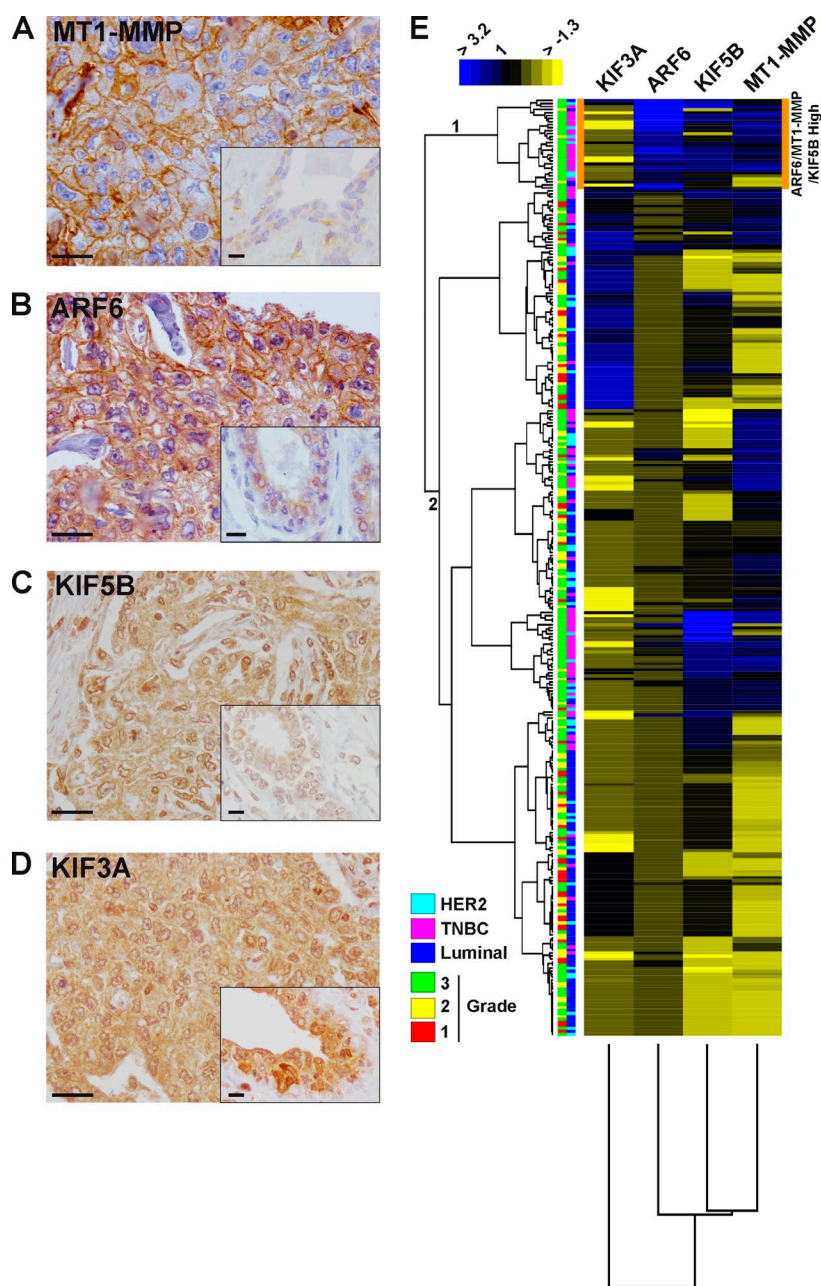 A
MT1-MMP
B
ARF6
C
KIF5B
D
KIF3A
E
> 3.2
1
> -1.3
KIF3A
ARF6
KIF5B
MT1-MMP
1
2
ARF6/MT1-MMP
/KIF5B High
HER2
TNBC
Luminal
3
2
1
Grade